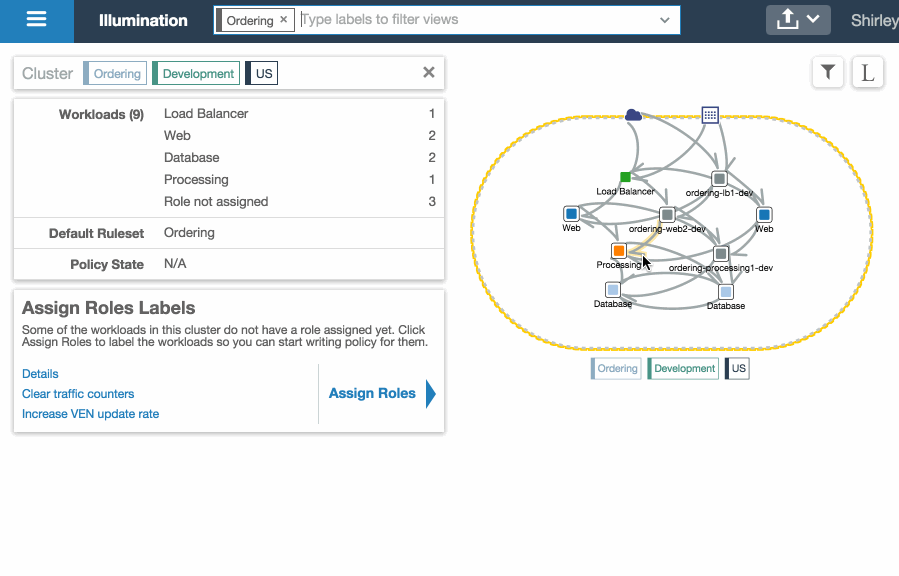 Illumination
Ordering ×
Type labels to filter views
Shirley
Cluster Ordering Development US
Workloads (9)
Load Balancer 1
Web 2
Database 2
Processing 1
Role not assigned 3
Default Ruleset Ordering
Policy State N/A
Assign Roles Labels
Some of the workloads in this cluster do not have a role assigned yet. Click
Assign Roles to label the workloads so you can start writing policy for them.
Details
Clear traffic counters
Increase VEN update rate
Assign Roles
L
Load Balancer
ordering-lb1-dev
Web
ordering-web2-dev
Web
Processing
ordering-processing1-dev
Database
Database
Ordering Development US